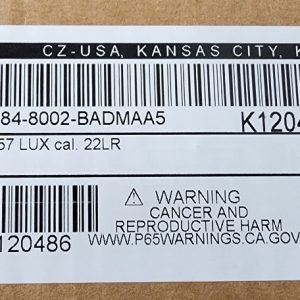 CZ-USA, KANSAS CITY, K
84-8002-BADMAA5
K1204
57 LUX cal. 22LR
⚠ WARNING
CANCER AND
REPRODUCTIVE HARM
WWW.P65WARNINGS.CA.GOV
120486